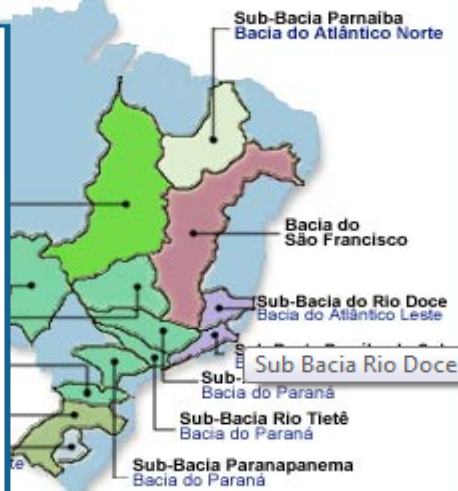 Sub-Bacia Parnaíba
Bacia do Atlântico Norte
Bacia do
São Francisco
Sub-Bacia do Rio Doce
Bacia do Atlântico Leste
Sub Bacia Rio Doce
Sub-
Bacia do Paraná
Sub-Bacia Rio Tietê
Bacia do Paraná
Sub-Bacia Paranapanema
Bacia do Paraná
te